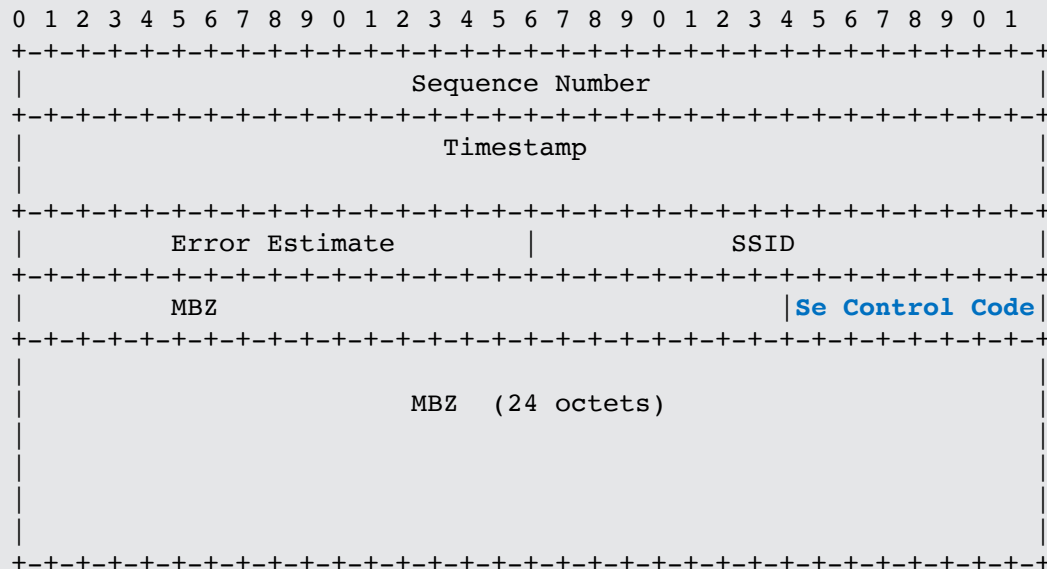 0 1 2 3 4 5 6 7 8 9 0 1 2 3 4 5 6 7 8 9 0 1 2 3 4 5 6 7 8 9 0 1
+-+-+-+-+-+-+-+-+-+-+-+-+-+-+-+-+-+-+-+-+-+-+-+-+-+-+-+-+-+-+-+-+
| Sequence Number |
+-+-+-+-+-+-+-+-+-+-+-+-+-+-+-+-+-+-+-+-+-+-+-+-+-+-+-+-+-+-+-+-+
| Timestamp |
| |
+-+-+-+-+-+-+-+-+-+-+-+-+-+-+-+-+-+-+-+-+-+-+-+-+-+-+-+-+-+-+-+-+
| Error Estimate | SSID |
+-+-+-+-+-+-+-+-+-+-+-+-+-+-+-+-+-+-+-+-+-+-+-+-+-+-+-+-+-+-+-+-+
| MBZ |Se Control Code|
+-+-+-+-+-+-+-+-+-+-+-+-+-+-+-+-+-+-+-+-+-+-+-+-+-+-+-+-+-+-+-+-+
| |
| MBZ (24 octets) |
| |
| |
| |
| |
+-+-+-+-+-+-+-+-+-+-+-+-+-+-+-+-+-+-+-+-+-+-+-+-+-+-+-+-+-+-+-+-+